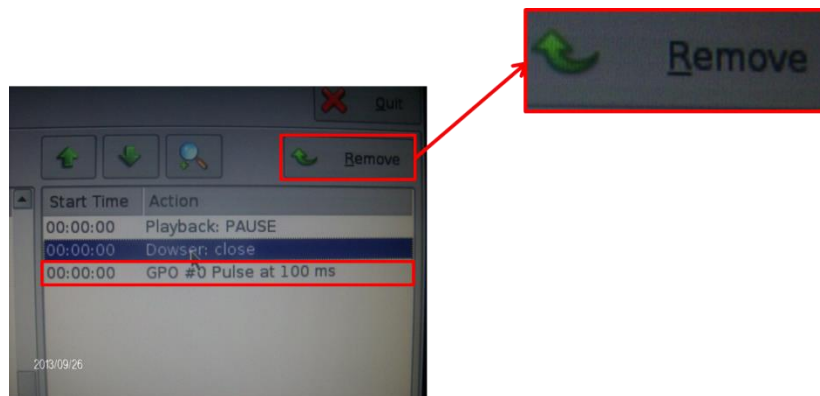 Remove
Quit
Remove
Start Time Action
00:00:00 Playback: PAUSE
00:00:00 Dowser: close
00:00:00 GPO #0 Pulse at 100 ms
2013/09/26